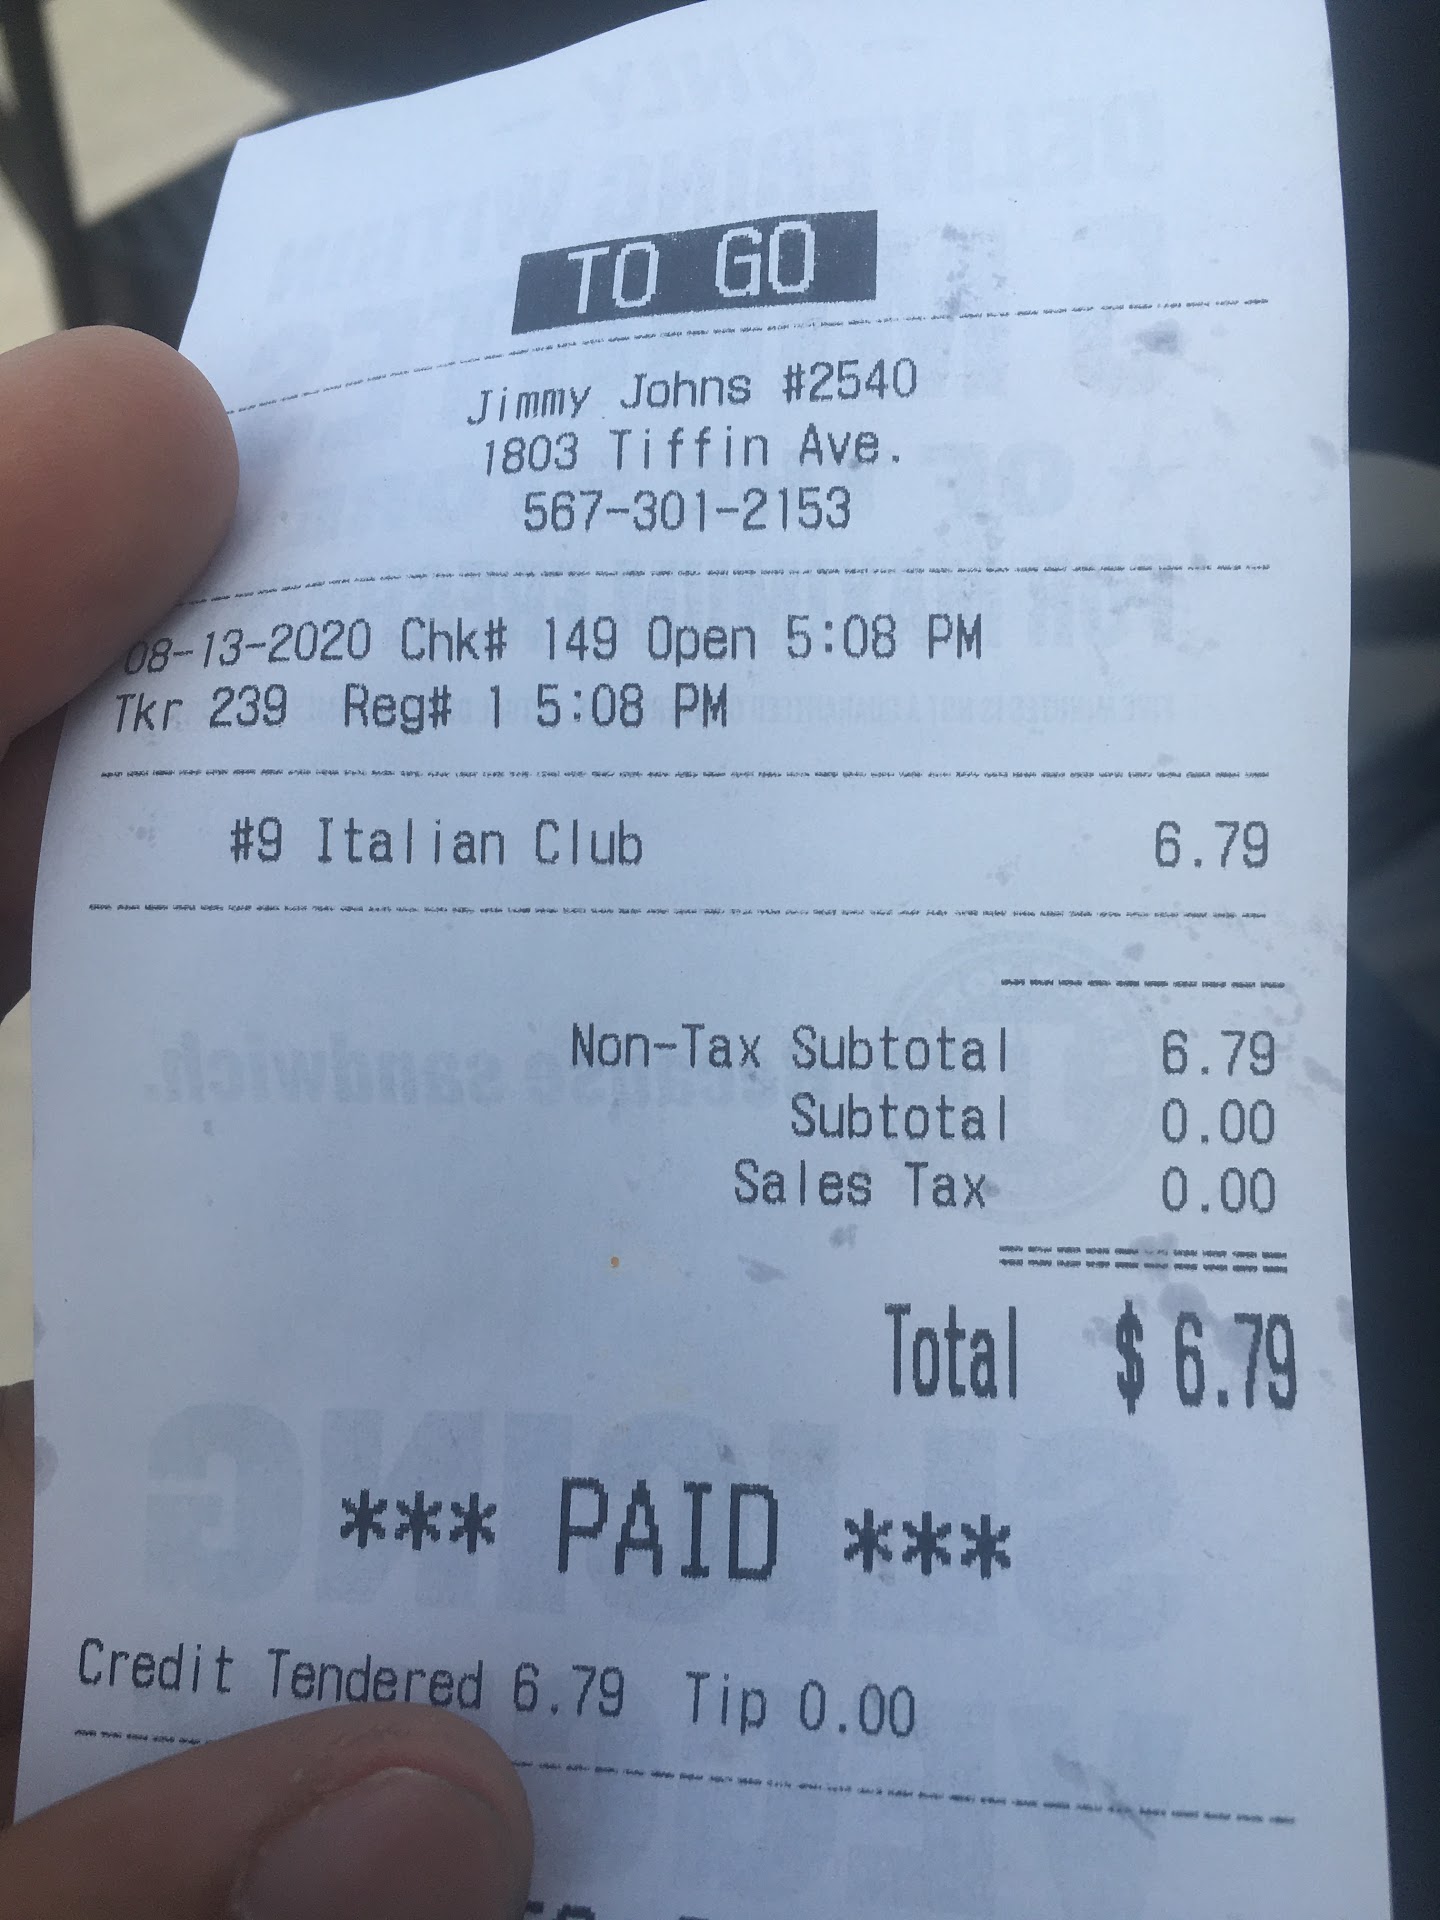 TO GO
Jimmy Johns #2540
1803 Tiffin Ave.
567-301-2153
08-13-2020 Chk# 149 Open 5:08 PM
Tkr 239 Reg# 1 5:08 PM
#9 Italian Club 6.79
Non-Tax Subtotal 6.79
Subtotal 0.00
Sales Tax 0.00
Total $ 6.79
*** PAID ***
Credit Tendered 6.79 Tip 0.00